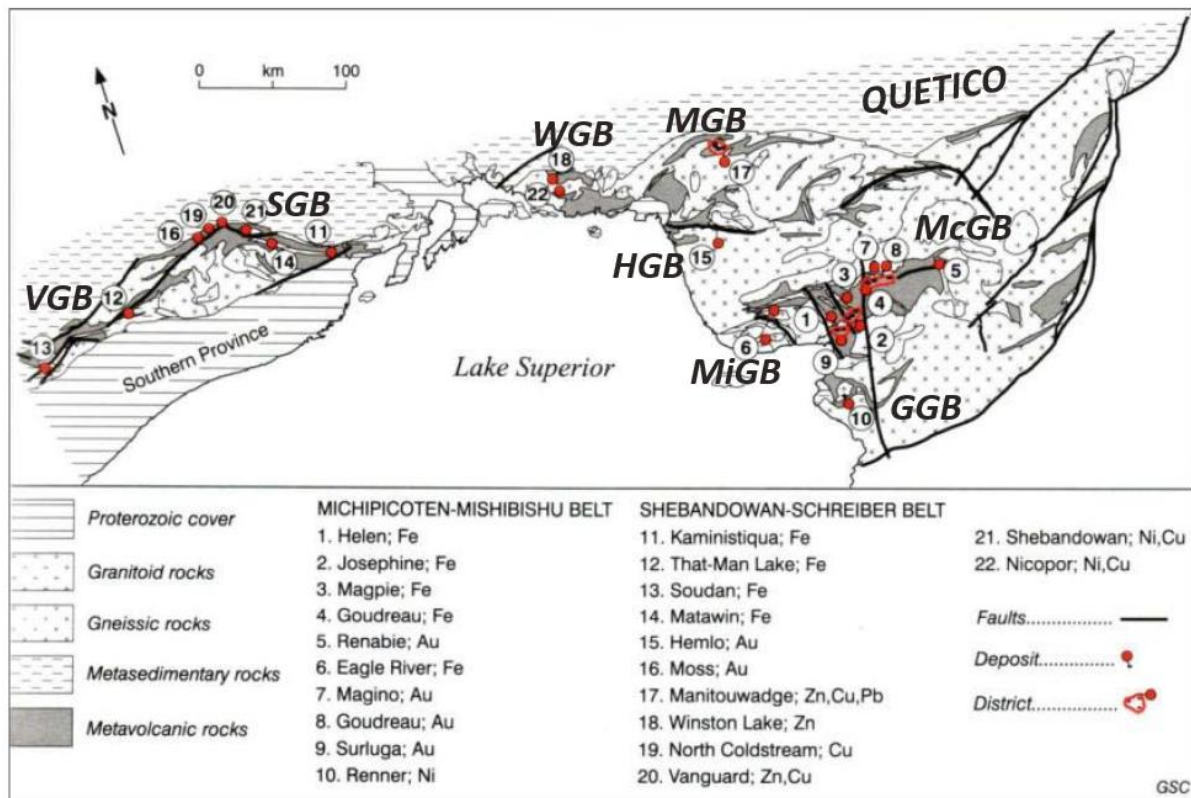 N
0 km 100
QUETICO
WGB
MGB
18
22
17
20
19
21
SGB
16
11
14
McGB
7
8
HGB
15
3
5
VGB
12
4
1
13
6
2
Southern Province
Lake Superior
MiGB
9
GGB
10
Proterozoic cover
Granitoid rocks
Gneissic rocks
Metasedimentary rocks
Metavolcanic rocks
MICHIPICOTEN-MISHIBISHU BELT
1. Helen; Fe
2. Josephine; Fe
3. Magpie; Fe
4. Goudreau; Fe
5. Renabie; Au
6. Eagle River; Fe
7. Magino; Au
8. Goudreau; Au
9. Surluga; Au
10. Renner; Ni
SHEBANDOWAN-SCHREIBER BELT
11. Kaministiqua; Fe
12. That-Man Lake; Fe
13. Soudan; Fe
14. Matawin; Fe
15. Hemlo; Au
16. Moss; Au
17. Manitouwadge; Zn,Cu,Pb
18. Winston Lake; Zn
19. North Coldstream; Cu
20. Vanguard; Zn,Cu
21. Shebandowan; Ni,Cu
22. Nicopor; Ni,Cu
Faults................
Deposit...............
District............
GSC